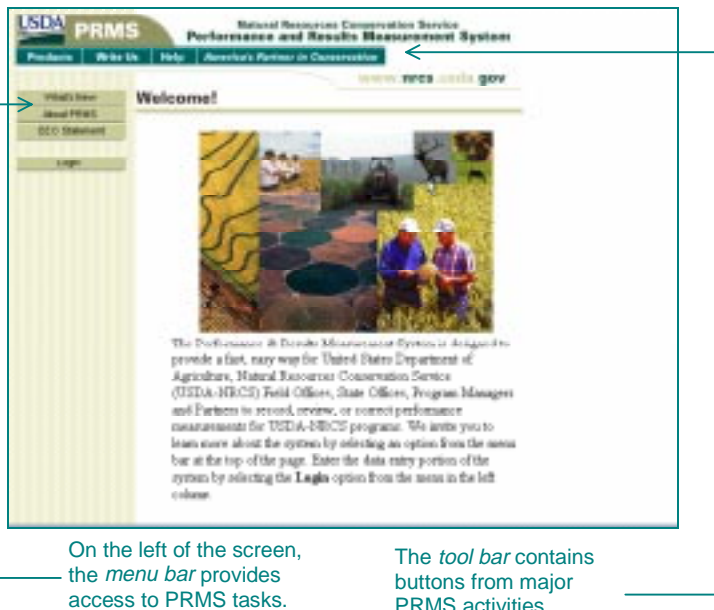 USDA PRMS
Natural Resources Conservation Service
Performance and Results Measurement System
Products Write Us Help America's Partner in Conservation
www.nrcs.usda.gov
What's New
About PRMS
EEO Statement
Login
Welcome!
The Performance & Results Measurement System is designed to
provide a fast, easy way for United States Department of
Agriculture, Natural Resources Conservation Service
(USDA-NRCS) Field Offices, State Offices, Program Managers
and Partners to record, review, or correct performance
measurements for USDA-NRCS programs. We invite you to
learn more about the system by selecting an option from the menu
bar at the top of the page. Enter the data entry portion of the
system by selecting the Login option from the menu in the left
column.
On the left of the screen,
the menu bar provides
access to PRMS tasks.
The tool bar contains
buttons from major
PRMS activities